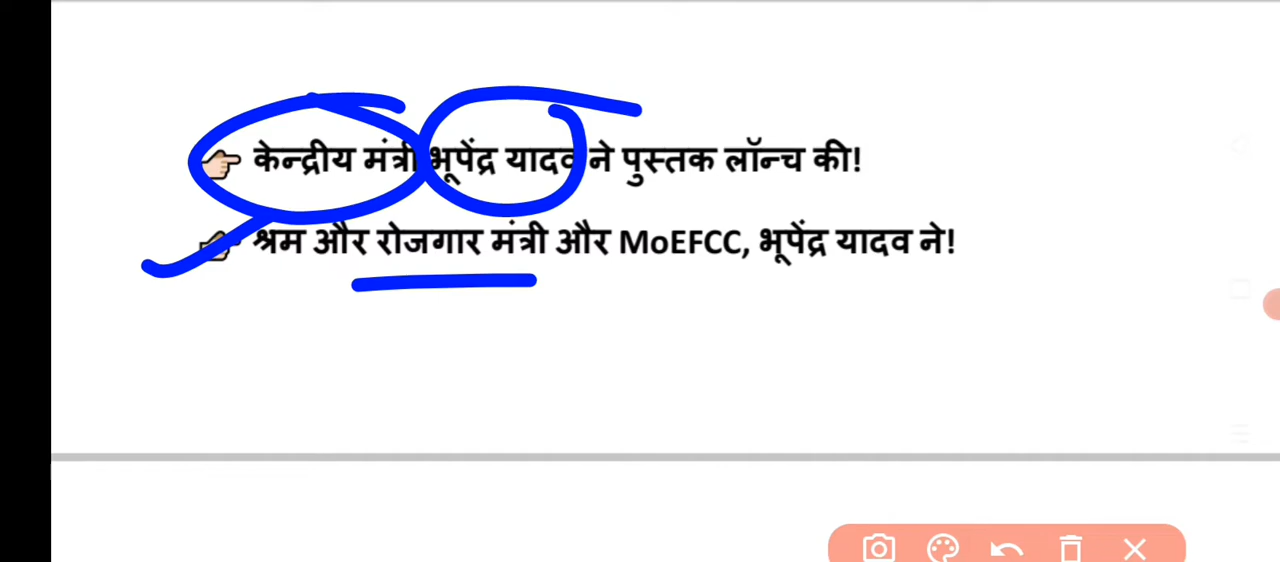 केन्द्रीय मंत्री भूपेंद्र यादव ने पुस्तक लॉन्च की!
श्रम और रोजगार मंत्री और MoEFCC, भूपेंद्र यादव ने!